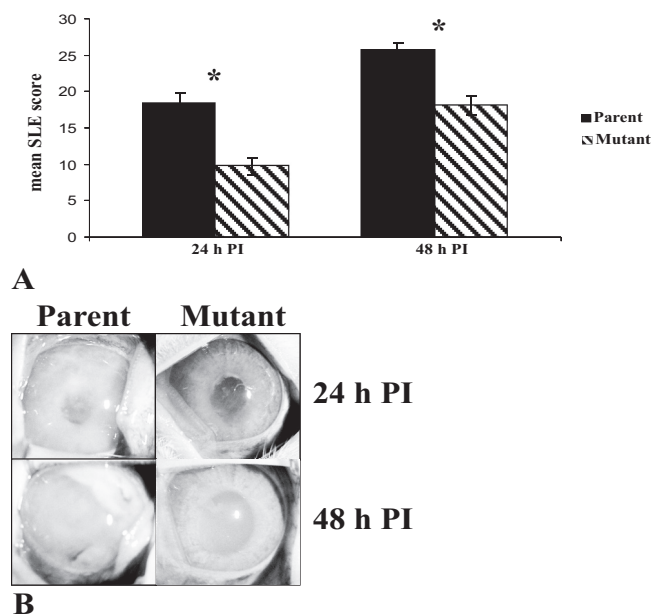 30
25
20
15
10
5
0
mean SLE score
*
*
24 h PI
48 h PI
Parent
Mutant
A
Parent Mutant
24 h PI
48 h PI
B